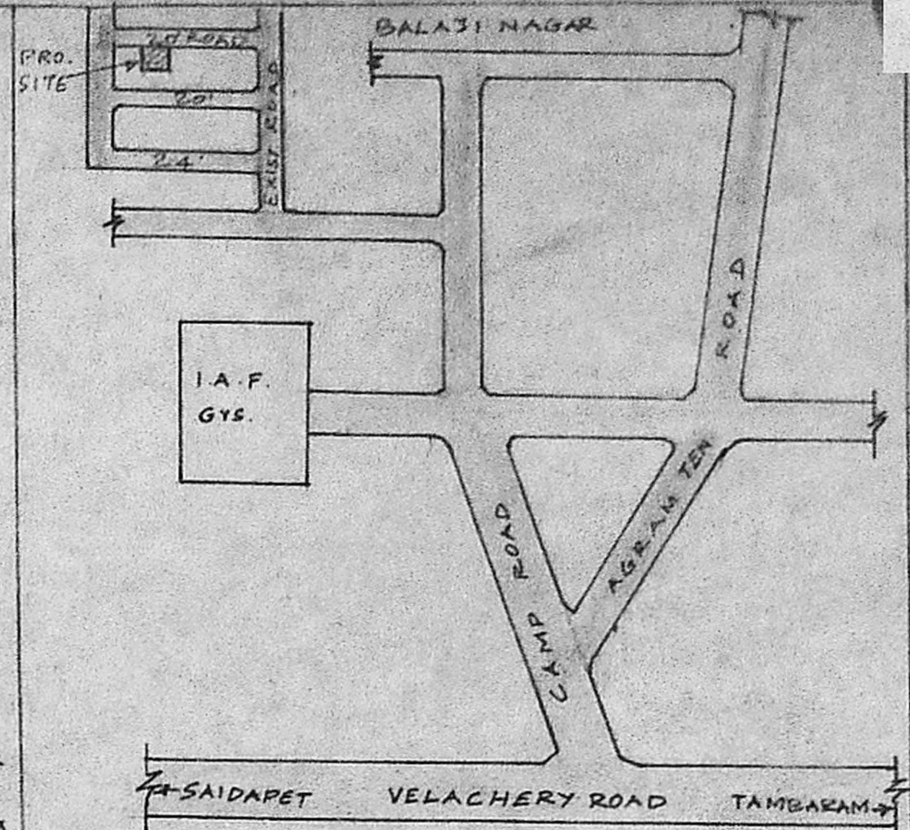 BALAJI NAGAR
PRO.
SITE
ROAD
20'
24'
EXIST ROAD
ROAD
I.A.F.
GYS.
CAMP ROAD
AGRAM TEN
SAIDAPET VELACHERY ROAD TAMBARAM